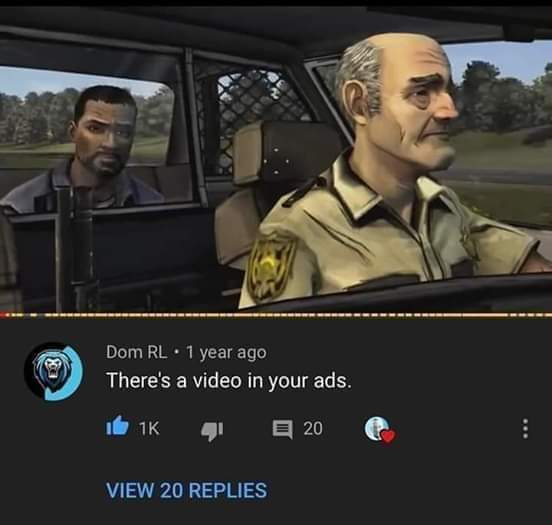 Dom RL • 1 year ago
There's a video in your ads.
1K 20
VIEW 20 REPLIES